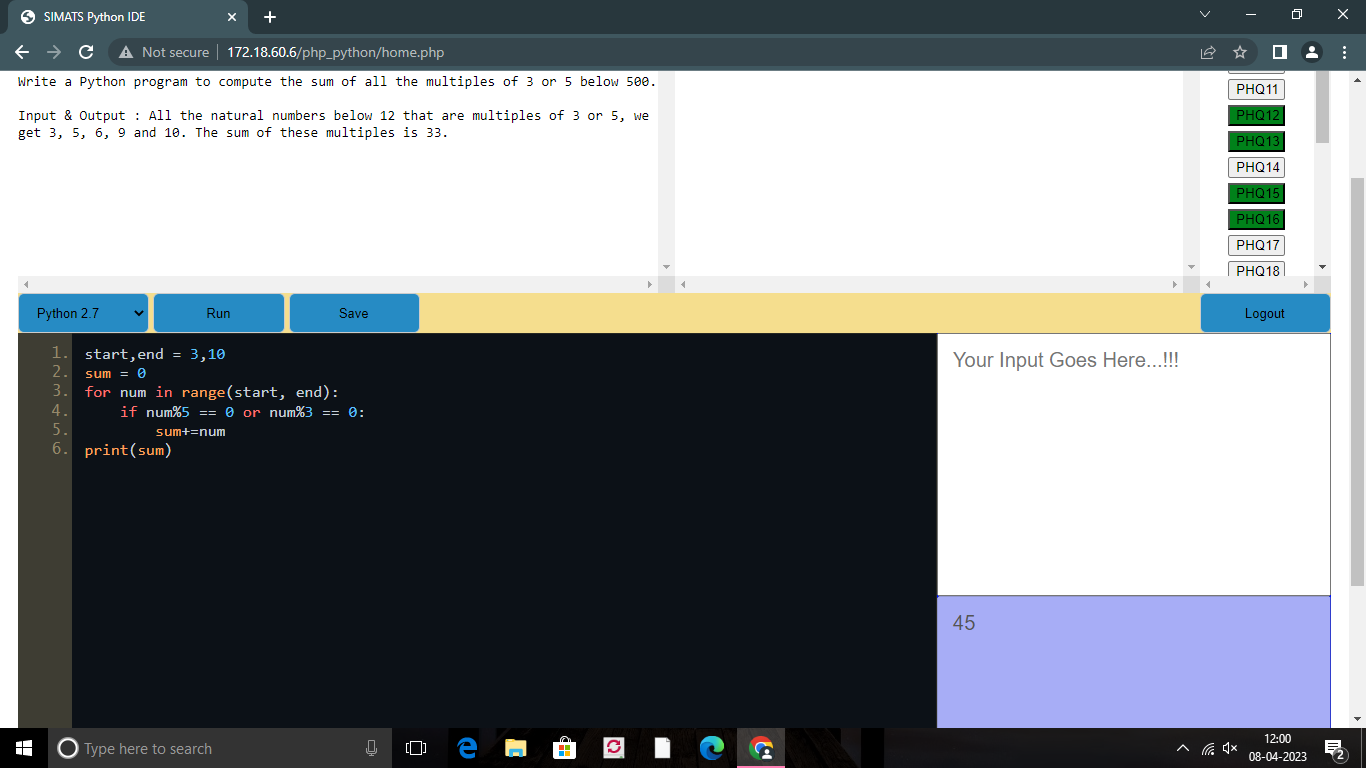 SIMATS Python IDE
Not secure 172.18.60.6/php_python/home.php
Write a Python program to compute the sum of all the multiples of 3 or 5 below 500.
Input & Output : All the natural numbers below 12 that are multiples of 3 or 5, we
get 3, 5, 6, 9 and 10. The sum of these multiples is 33.
PHQ11
PHQ12
PHQ13
PHQ14
PHQ15
PHQ16
PHQ17
PHQ18
Python 2.7 Run Save Logout
1. start,end = 3,10
2. sum = 0
3. for num in range(start, end):
4.     if num%5 == 0 or num%3 == 0:
5.         sum+=num
6. print(sum)
Your Input Goes Here...!!!
45
Type here to search
12:00
08-04-2023
2